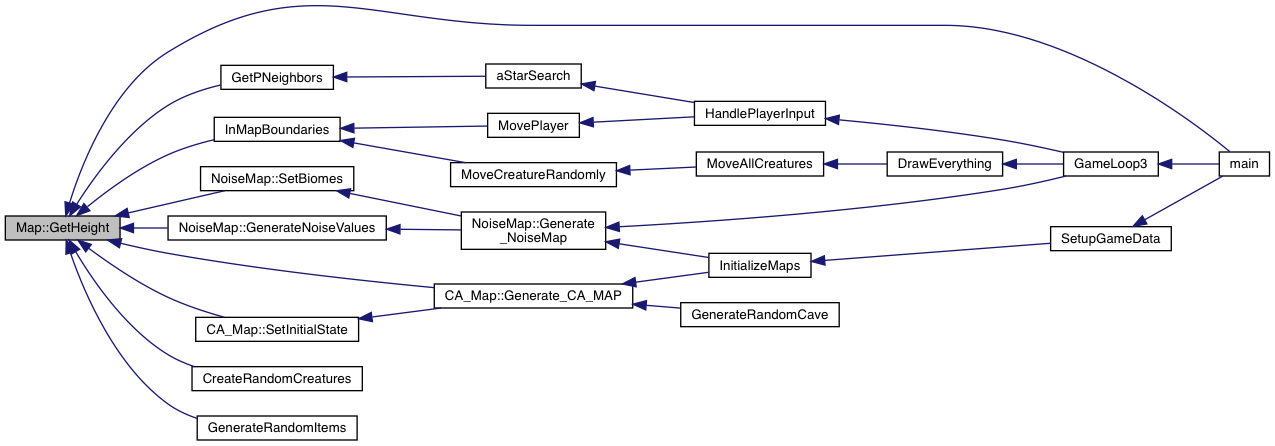 Map::GetHeight
GetPNeighbors
aStarSearch
HandlePlayerInput
InMapBoundaries
MovePlayer
MoveCreatureRandomly
MoveAllCreatures
DrawEverything
GameLoop3
main
NoiseMap::SetBiomes
NoiseMap::GenerateNoiseValues
NoiseMap::Generate
_NoiseMap
SetupGameData
InitializeMaps
CA_Map::Generate_CA_MAP
GenerateRandomCave
CA_Map::SetInitialState
CreateRandomCreatures
GenerateRandomItems